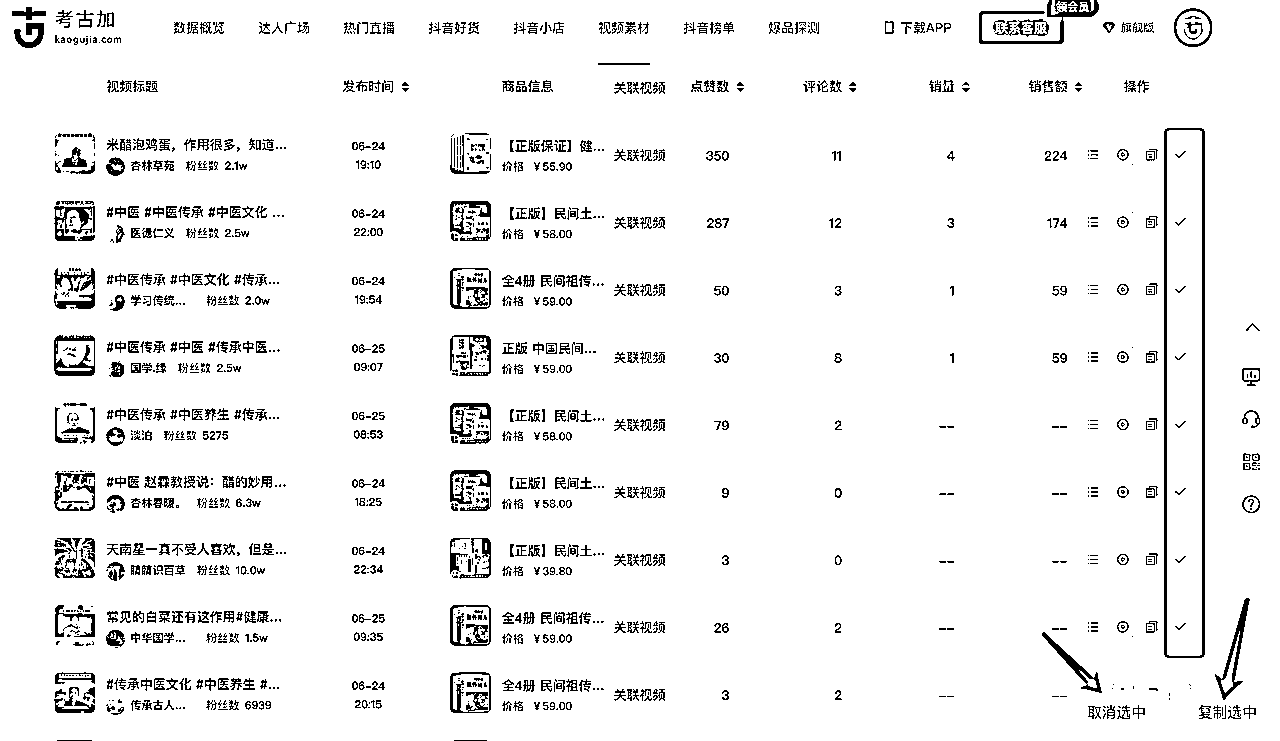 考古加
kaogujia.com
数据概览 达人广场 热门直播 抖音好货 抖音小店 视频素材 抖音榜单 爆品探测 下载APP 联系客服 领会员 旗舰版
视频标题 发布时间 商品信息 关联视频 点赞数 评论数 销量 销售额 操作
米醋泡鸡蛋，作用很多，知道... 06-24 【正版保证】健... 关联视频 350 11 4 224
杏林草苑 粉丝数 2.1w 19:10 价格 ￥55.90
#中医 #中医传承 #中医文化 ... 06-24 【正版】民间土... 关联视频 287 12 3 174
医德仁义 粉丝数 2.5w 22:00 价格 ￥58.00
#中医传承 #中医文化 #传承... 06-24 全4册 民间祖传... 关联视频 50 3 1 59
学习传统... 粉丝数 2.0w 19:54 价格 ￥59.00
#中医传承 #中医 #传承中医... 06-25 正版 中国民间... 关联视频 30 8 1 59
国学.缘 粉丝数 2.5w 09:07 价格 ￥59.00
#中医传承 #中医养生 #传承... 06-25 【正版】民间土... 关联视频 79 2 -- --
淡泊 粉丝数 5275 08:53 价格 ￥58.00
#中医 赵霖教授说：醋的妙用... 06-24 【正版】民间土... 关联视频 9 0 -- --
杏林春暖。 粉丝数 6.3w 18:25 价格 ￥58.00
天南星一真不受人喜欢，但是... 06-24 【正版】民间土... 关联视频 3 0 -- --
睛睛识百草 粉丝数 10.0w 22:34 价格 ￥39.80
常见的白菜还有这作用#健康... 06-25 全4册 民间祖传... 关联视频 26 2 -- --
中华国学... 粉丝数 1.5w 09:35 价格 ￥59.00
#传承中医文化 #中医养生 #... 06-24 全4册 民间祖传... 关联视频 3 2 -- --
传承古人... 粉丝数 6939 20:15 价格 ￥59.00
取消选中 复制选中